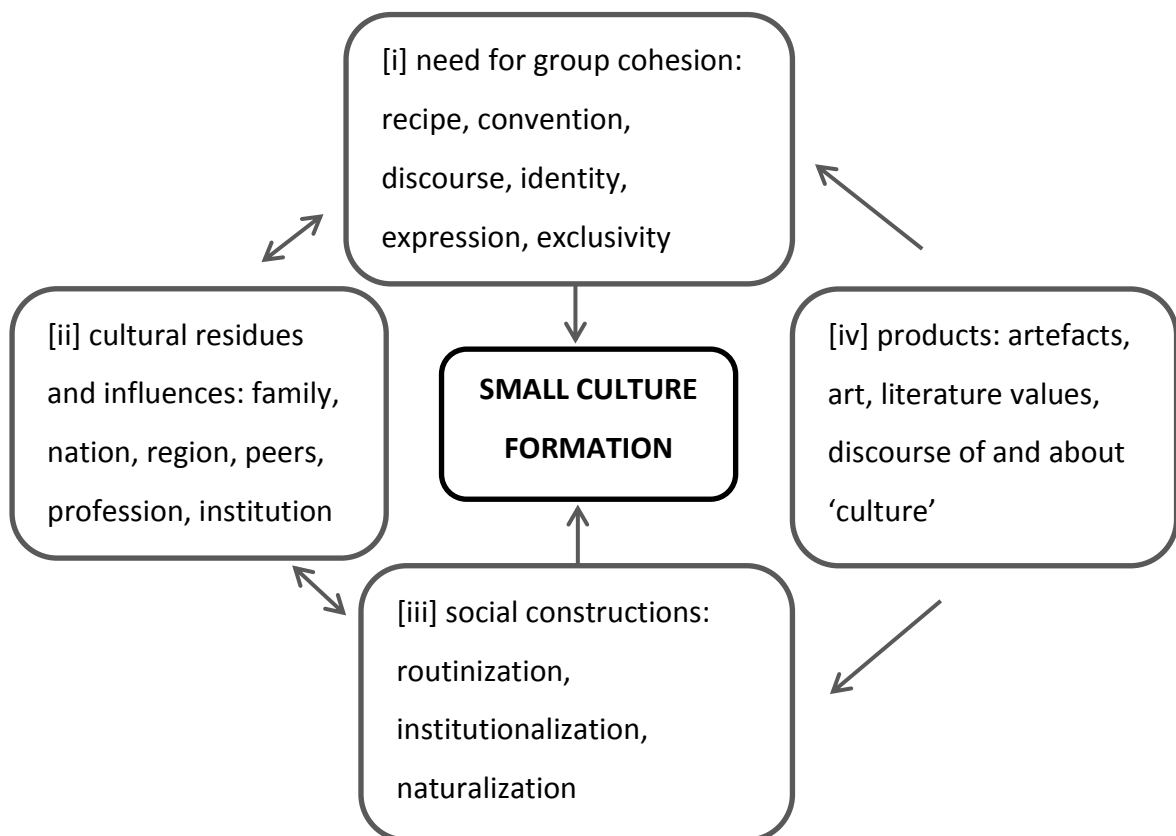 [i] need for group cohesion:
recipe, convention,
discourse, identity,
expression, exclusivity
[ii] cultural residues
and influences: family,
nation, region, peers,
profession, institution
SMALL CULTURE
FORMATION
[iv] products: artefacts,
art, literature values,
discourse of and about
‘culture’
[iii] social constructions:
routinization,
institutionalization,
naturalization